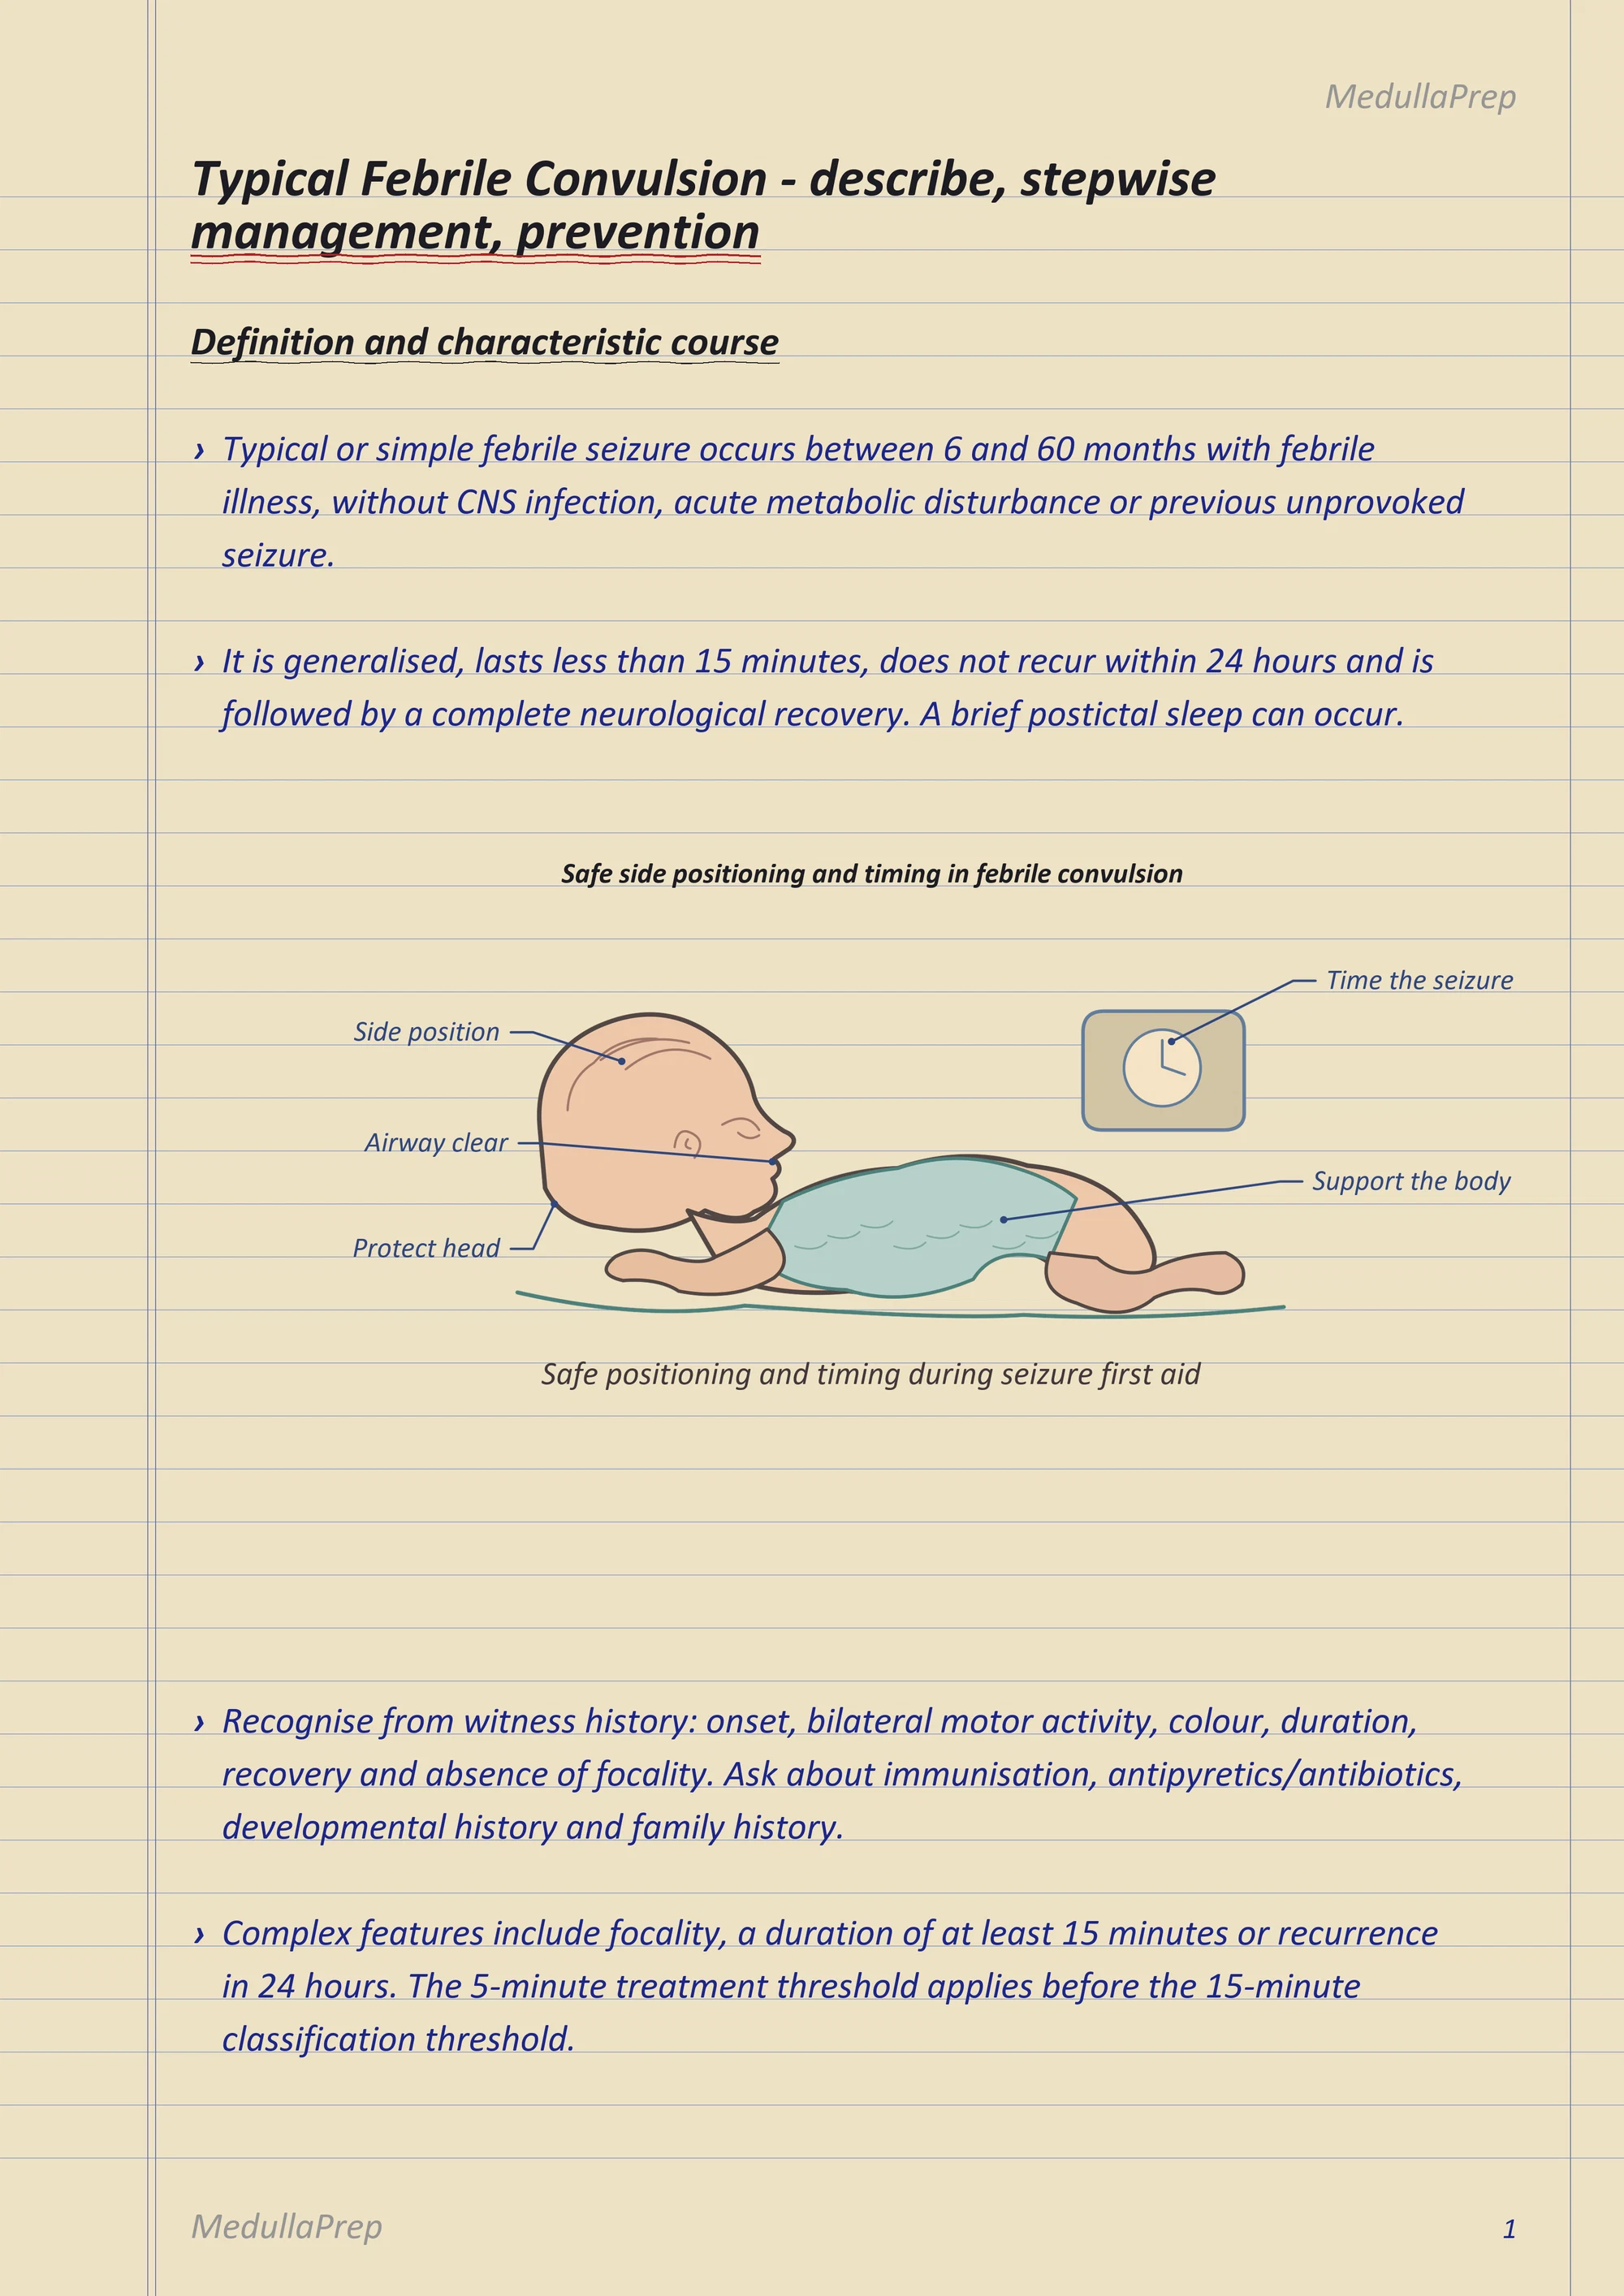 MedullaPrep
Typical Febrile Convulsion - describe, stepwise
management, prevention
Definition and characteristic course
› Typical or simple febrile seizure occurs between 6 and 60 months with febrile
illness, without CNS infection, acute metabolic disturbance or previous unprovoked
seizure.
› It is generalised, lasts less than 15 minutes, does not recur within 24 hours and is
followed by a complete neurological recovery. A brief postictal sleep can occur.
Safe side positioning and timing in febrile convulsion
Time the seizure
Side position
Airway clear
Support the body
Protect head
Safe positioning and timing during seizure first aid
› Recognise from witness history: onset, bilateral motor activity, colour, duration,
recovery and absence of focality. Ask about immunisation, antipyretics/antibiotics,
developmental history and family history.
› Complex features include focality, a duration of at least 15 minutes or recurrence
in 24 hours. The 5-minute treatment threshold applies before the 15-minute
classification threshold.
MedullaPrep
1